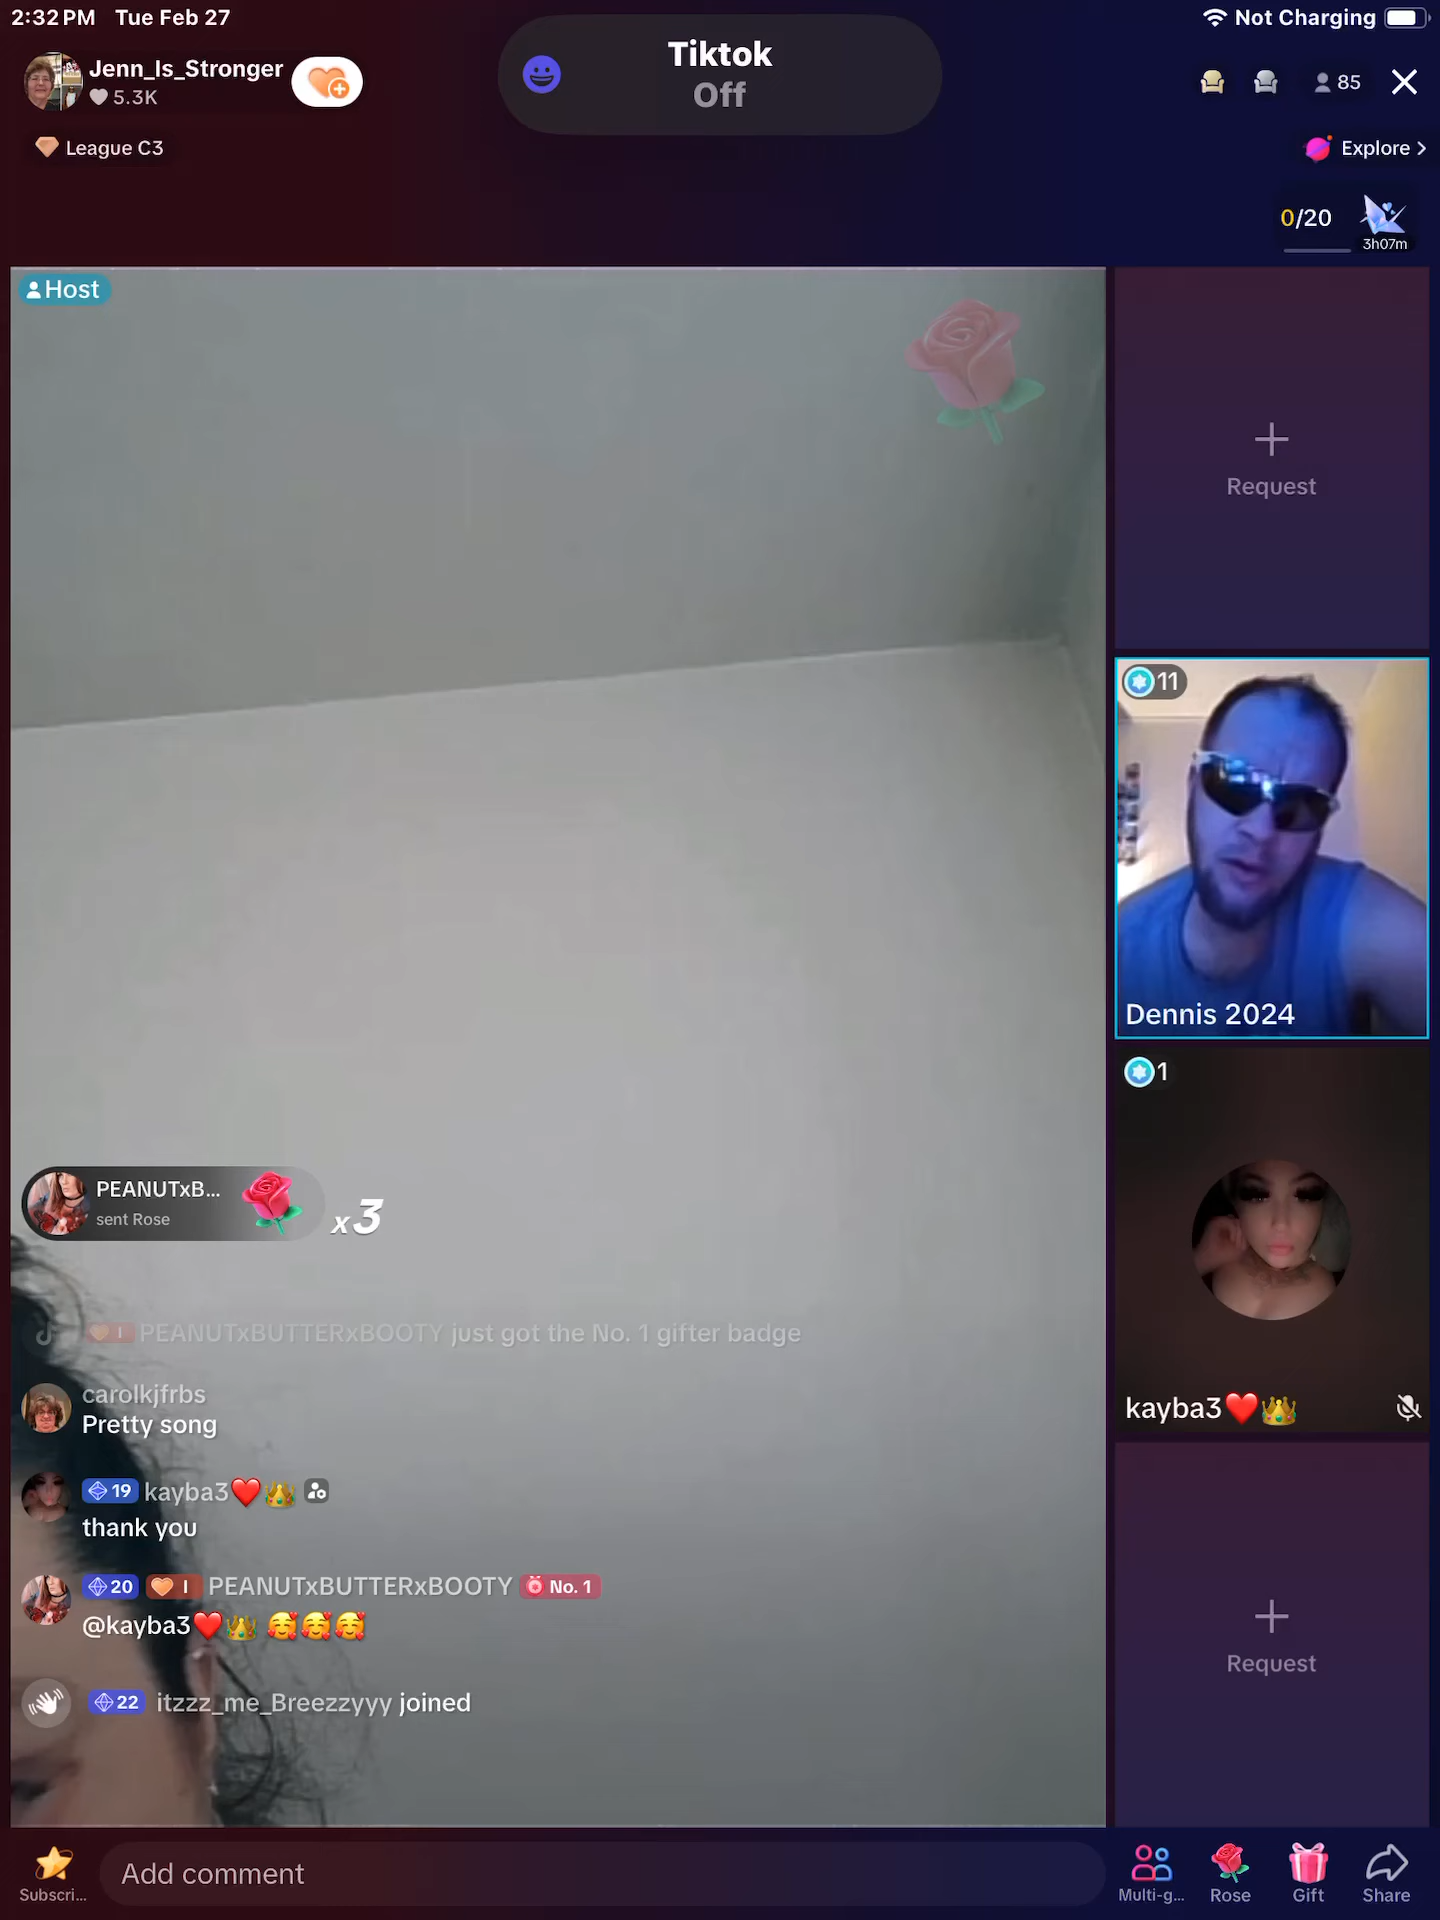 2:32 PM Tue Feb 27
Not Charging
Tiktok
Off
Jenn_Is_Stronger
5.3K
85
League C3
Explore >
0/20
3h07m
Host
Request
11
Dennis 2024
1
kayba3❤️👑
Request
PEANUTxB...
sent Rose
x3
I PEANUTxBUTTERxBOOTY just got the No. 1 gifter badge
carolkjfrbs
Pretty song
19 kayba3❤️👑
thank you
20 I PEANUTxBUTTERxBOOTY No. 1
@kayba3❤️👑 🥰🥰🥰
22 itzzz_me_Breezzyyy joined
Subscri...
Add comment
Multi-g...
Rose
Gift
Share